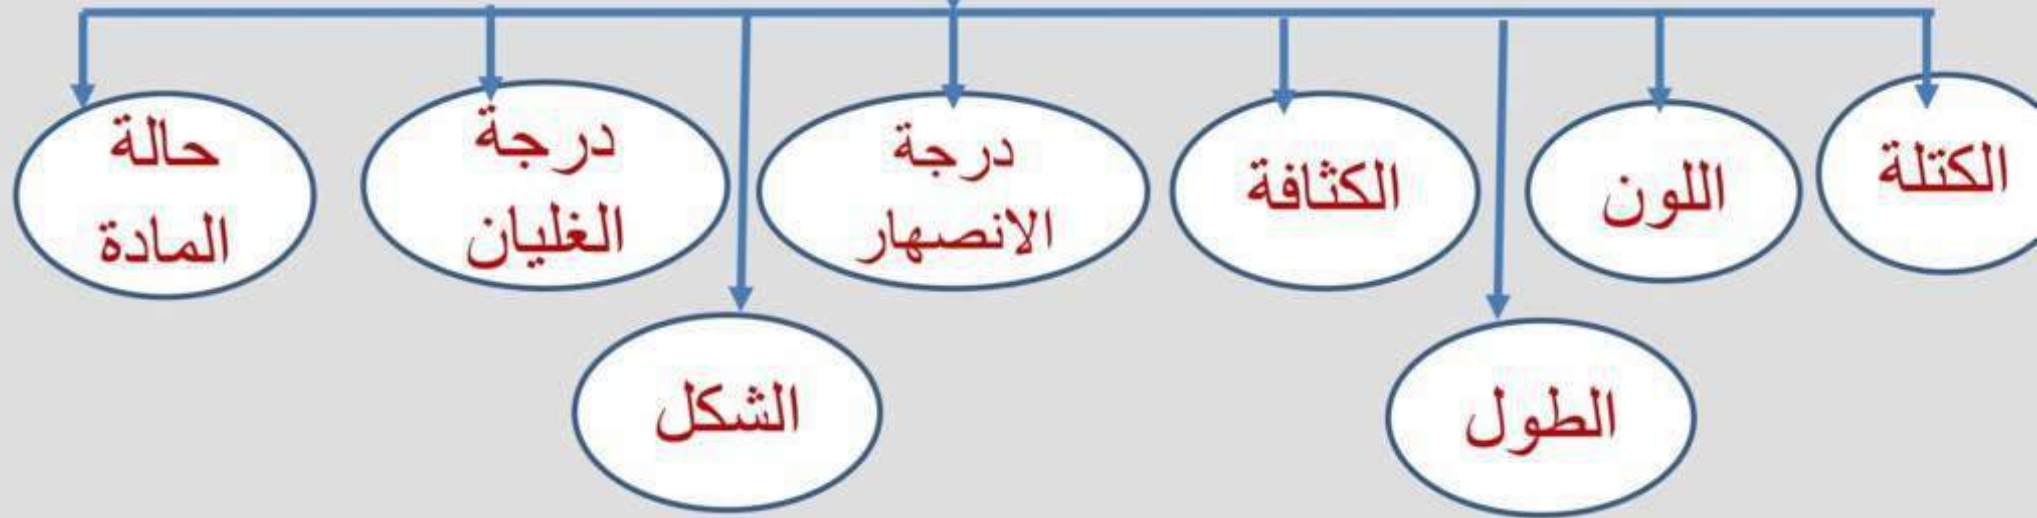 الكتلة
اللون
الكثافة
درجة
الانصهار
درجة
الغليان
حالة
المادة
الطول
الشكل